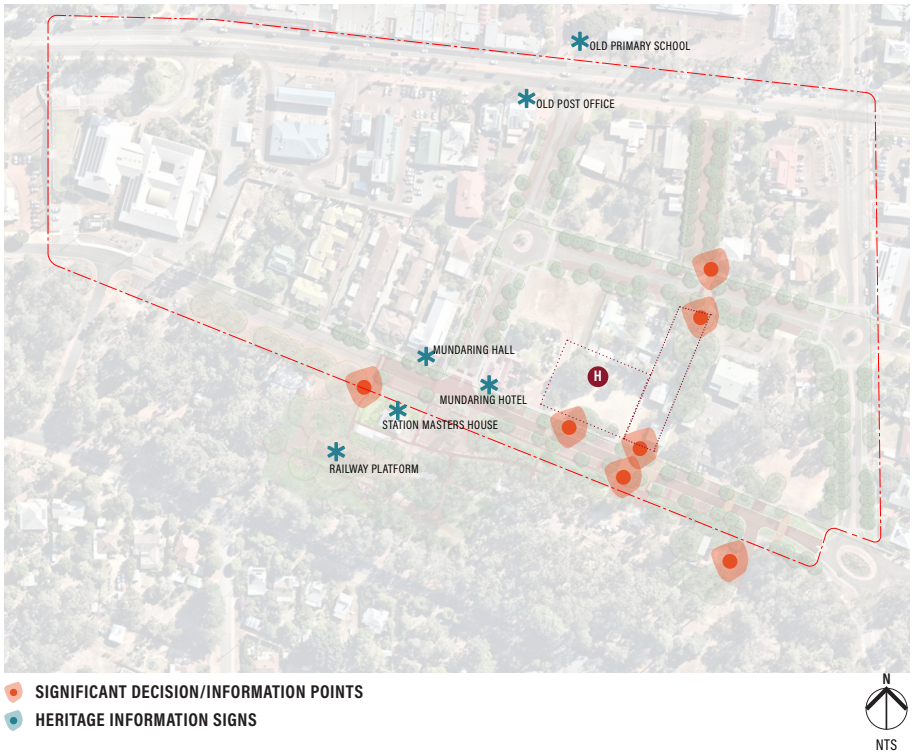 OLD PRIMARY SCHOOL
OLD POST OFFICE
MUNDARING HALL
H
MUNDARING HOTEL
STATION MASTERS HOUSE
RAILWAY PLATFORM
SIGNIFICANT DECISION/INFORMATION POINTS
HERITAGE INFORMATION SIGNS
N
NTS